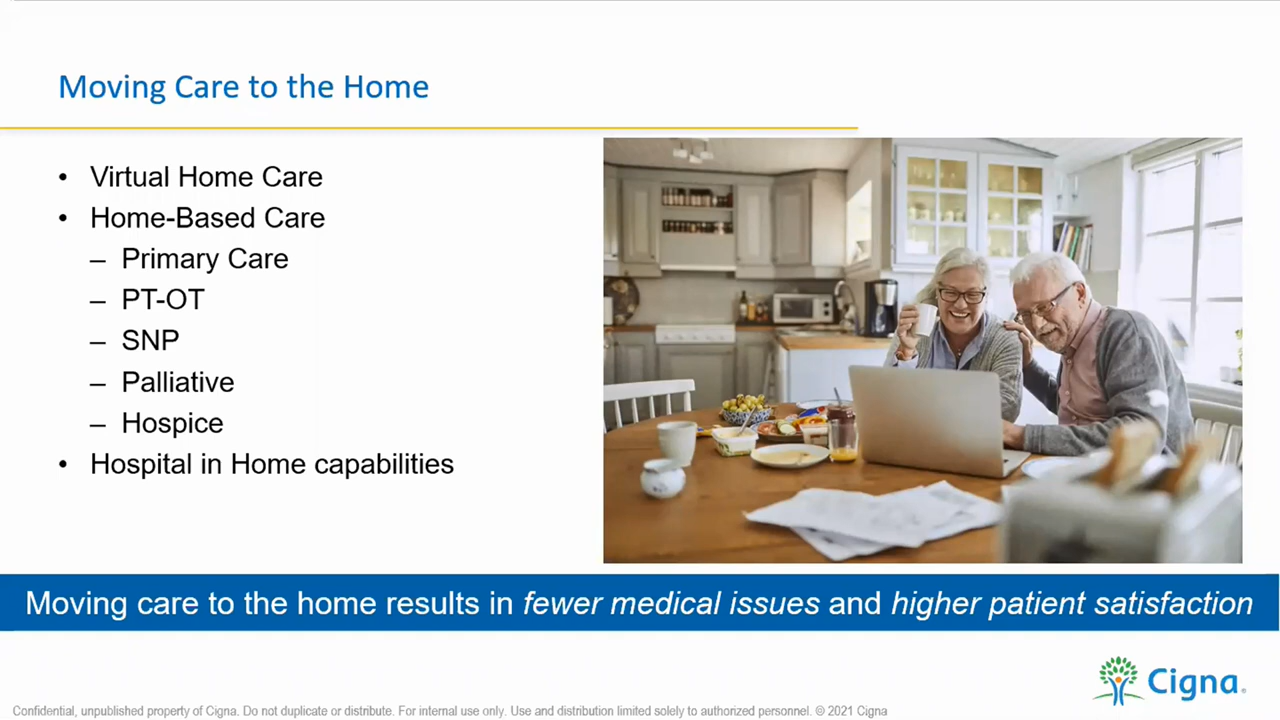 Moving Care to the Home
• Virtual Home Care
• Home-Based Care
– Primary Care
– PT-OT
– SNP
– Palliative
– Hospice
• Hospital in Home capabilities
Moving care to the home results in fewer medical issues and higher patient satisfaction
Cigna®
Confidential, unpublished property of Cigna. Do not duplicate or distribute. For internal use only. Use and distribution limited solely to authorized personnel. © 2021 Cigna